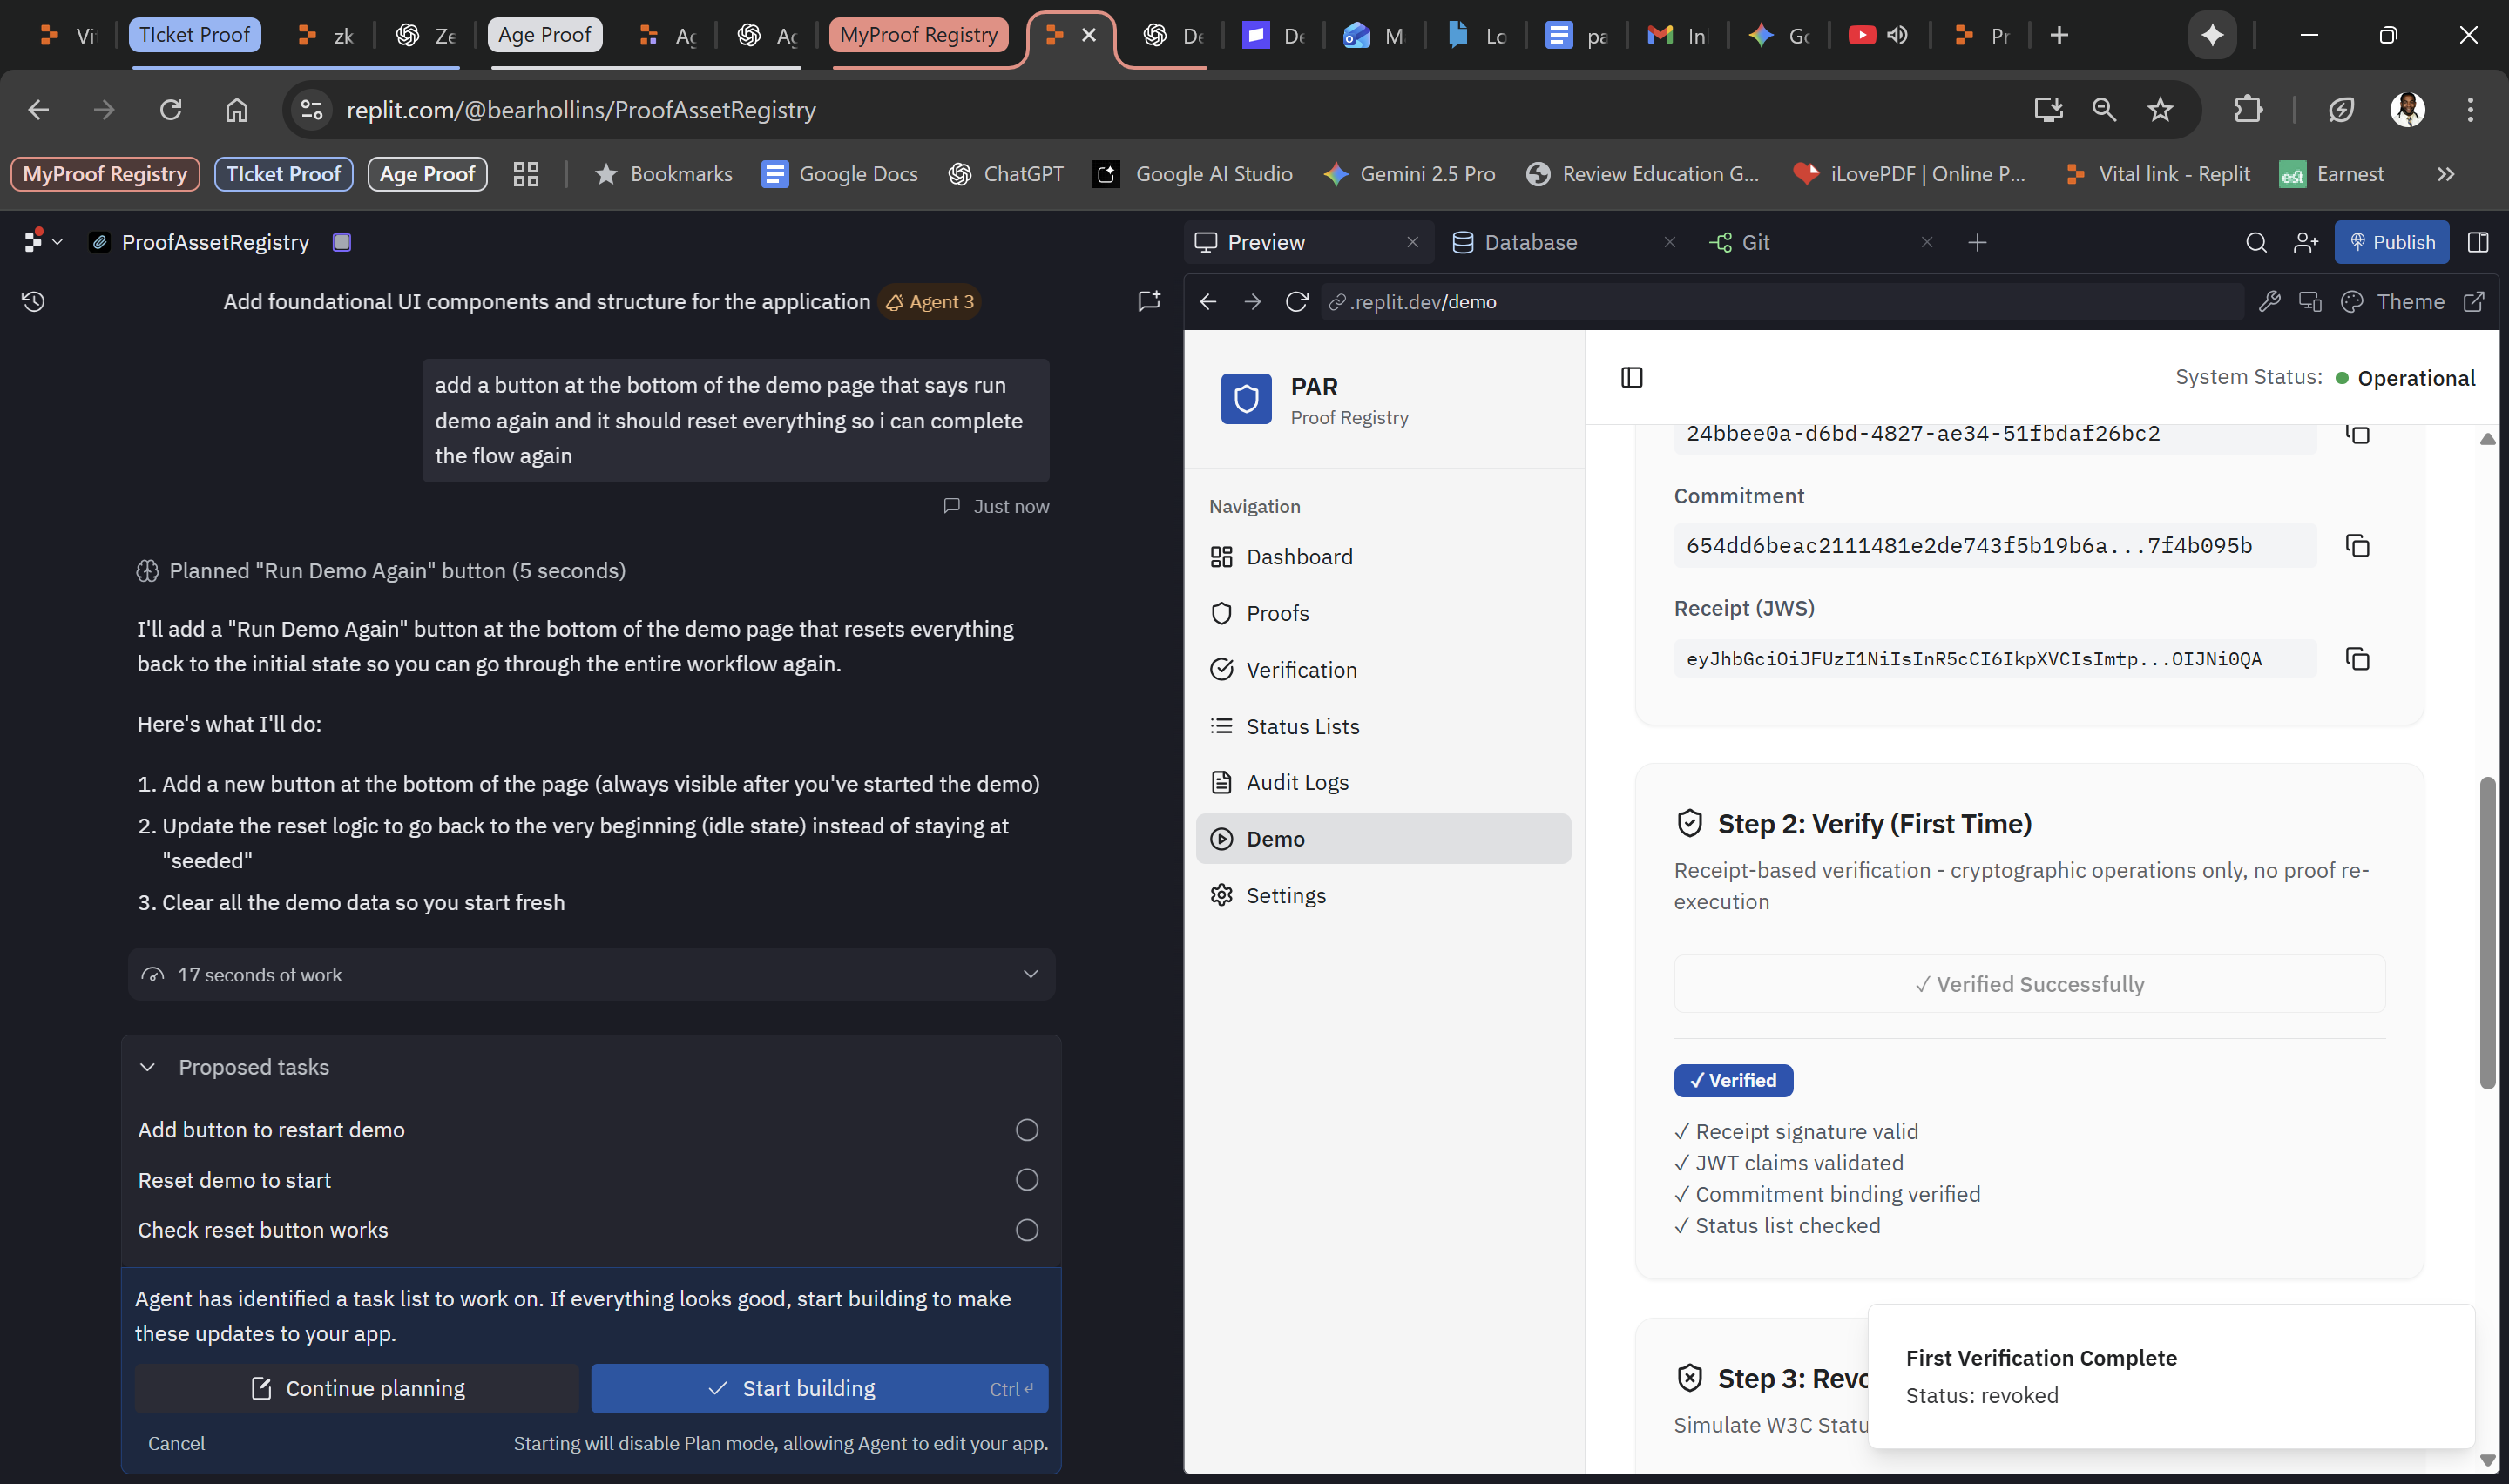 Vi
TIcket Proof
zk
Ze
Age Proof
Ag
Ag
MyProof Registry
De
De
M
Lo
pa
In
Go
Pr
replit.com/@bearhollins/ProofAssetRegistry
MyProof Registry
TIcket Proof
Age Proof
Bookmarks
Google Docs
ChatGPT
Google AI Studio
Gemini 2.5 Pro
Review Education G...
iLovePDF | Online P...
Vital link - Replit
est
Earnest
ProofAssetRegistry
Add foundational UI components and structure for the application
Agent 3
add a button at the bottom of the demo page that says run
demo again and it should reset everything so i can complete
the flow again
Just now
Planned "Run Demo Again" button (5 seconds)
I'll add a "Run Demo Again" button at the bottom of the demo page that resets everything
back to the initial state so you can go through the entire workflow again.
Here's what I'll do:
1. Add a new button at the bottom of the page (always visible after you've started the demo)
2. Update the reset logic to go back to the very beginning (idle state) instead of staying at
"seeded"
3. Clear all the demo data so you start fresh
17 seconds of work
Proposed tasks
Add button to restart demo
Reset demo to start
Check reset button works
Agent has identified a task list to work on. If everything looks good, start building to make
these updates to your app.
Continue planning
Start building
Ctrl
Cancel
Starting will disable Plan mode, allowing Agent to edit your app.
Preview
Database
Git
Publish
.replit.dev/demo
Theme
PAR
Proof Registry
Navigation
Dashboard
Proofs
Verification
Status Lists
Audit Logs
Demo
Settings
System Status: Operational
24bbee0a-d6bd-4827-ae34-51fbdaf26bc2
Commitment
654dd6beac2111481e2de743f5b19b6a...7f4b095b
Receipt (JWS)
eyJhbGciOiJFUzI1NiIsInR5cCI6IkpXVCIsImtp...OIJNi0QA
Step 2: Verify (First Time)
Receipt-based verification - cryptographic operations only, no proof re-
execution
✓ Verified Successfully
✓ Verified
✓ Receipt signature valid
✓ JWT claims validated
✓ Commitment binding verified
✓ Status list checked
Step 3: Revo
Simulate W3C Statu
First Verification Complete
Status: revoked